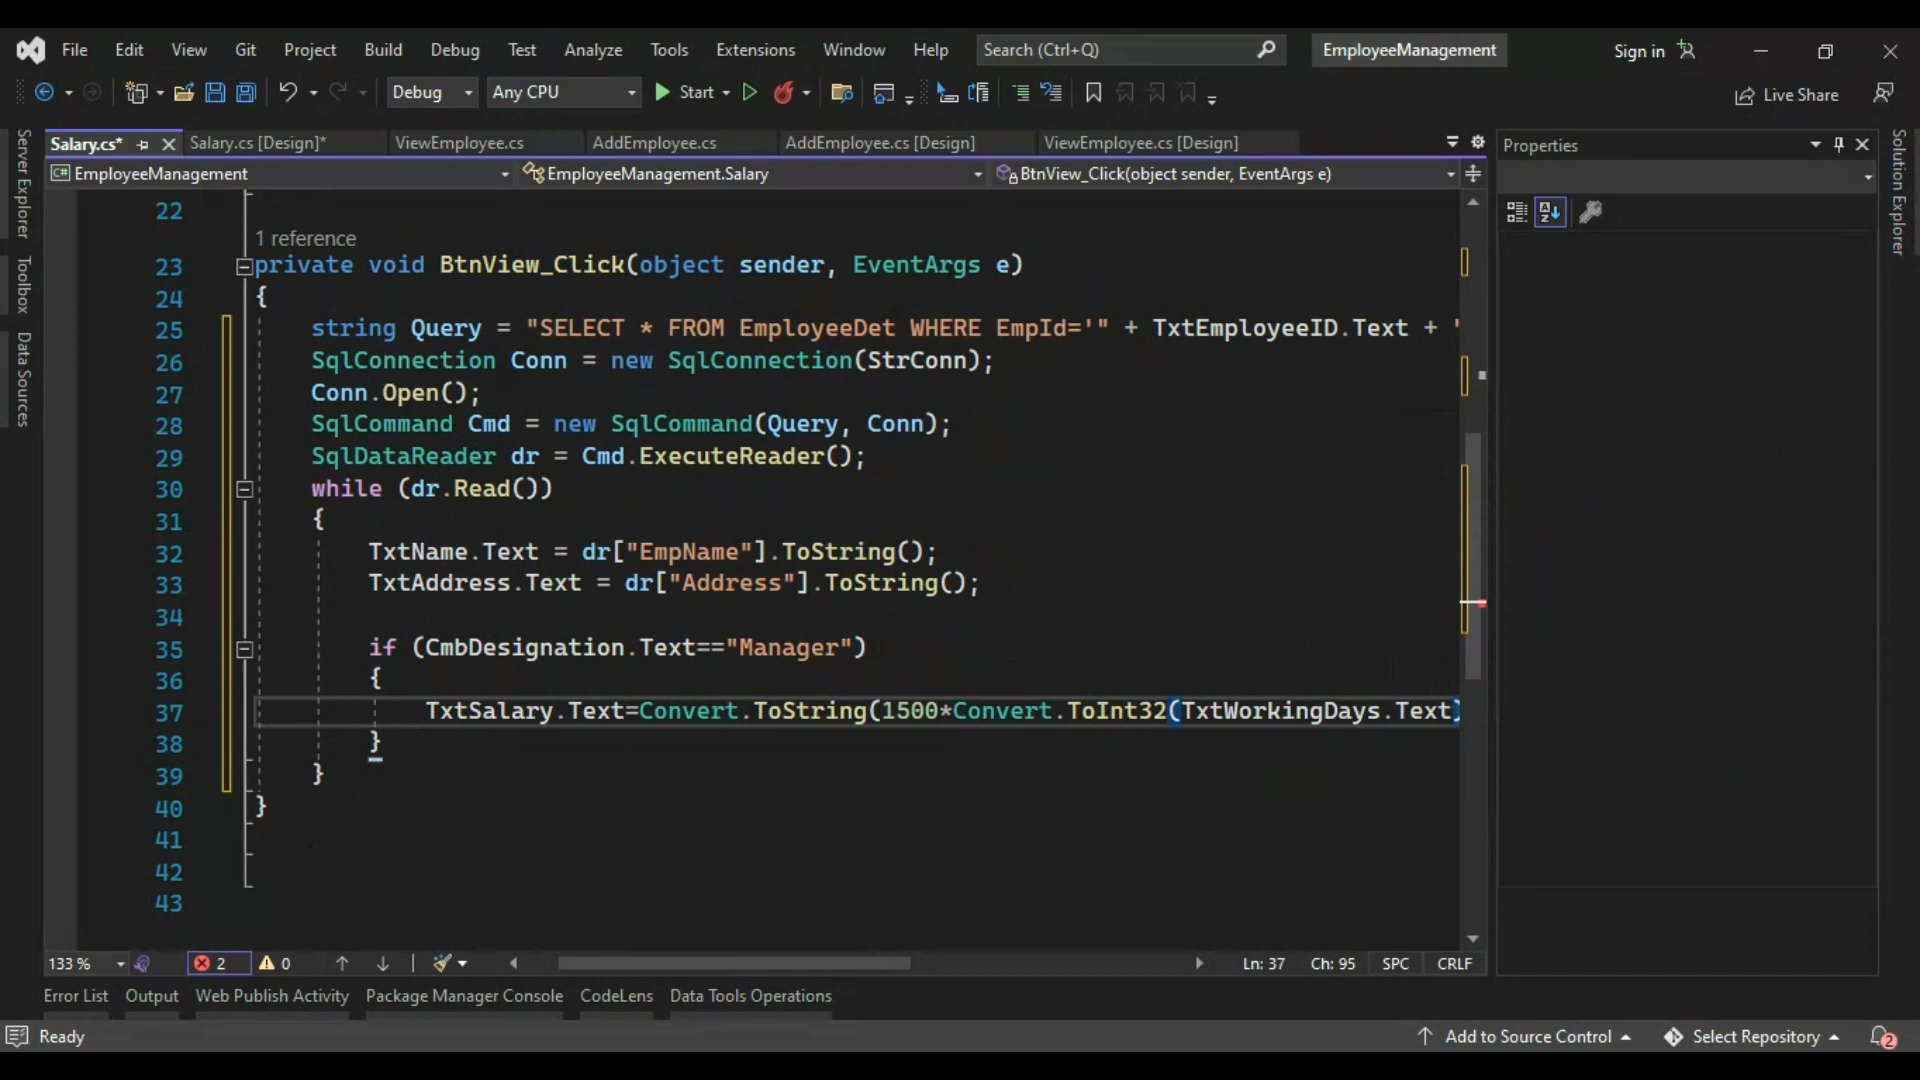 File Edit View Git Project Build Debug Test Analyze Tools Extensions Window Help Search (Ctrl+Q) EmployeeManagement Sign in
Debug Any CPU Start Live Share
Salary.cs* Salary.cs [Design]* ViewEmployee.cs AddEmployee.cs AddEmployee.cs [Design] ViewEmployee.cs [Design]
Properties
C# EmployeeManagement EmployeeManagement.Salary BtnView_Click(object sender, EventArgs e)
Server Explorer
Toolbox
Data Sources
Solution Explorer
22
1 reference
23 private void BtnView_Click(object sender, EventArgs e)
24 {
25 string Query = "SELECT * FROM EmployeeDet WHERE EmpId='" + TxtEmployeeID.Text + '
26 SqlConnection Conn = new SqlConnection(StrConn);
27 Conn.Open();
28 SqlCommand Cmd = new SqlCommand(Query, Conn);
29 SqlDataReader dr = Cmd.ExecuteReader();
30 while (dr.Read())
31 {
32 TxtName.Text = dr["EmpName"].ToString();
33 TxtAddress.Text = dr["Address"].ToString();
34
35 if (CmbDesignation.Text=="Manager")
36 {
37 TxtSalary.Text=Convert.ToString(1500*Convert.ToInt32(TxtWorkingDays.Text)
38 }
39 }
40 }
41
42
43
133 % 2 0 Ln: 37 Ch: 95 SPC CRLF
Error List Output Web Publish Activity Package Manager Console CodeLens Data Tools Operations
Ready Add to Source Control Select Repository 2